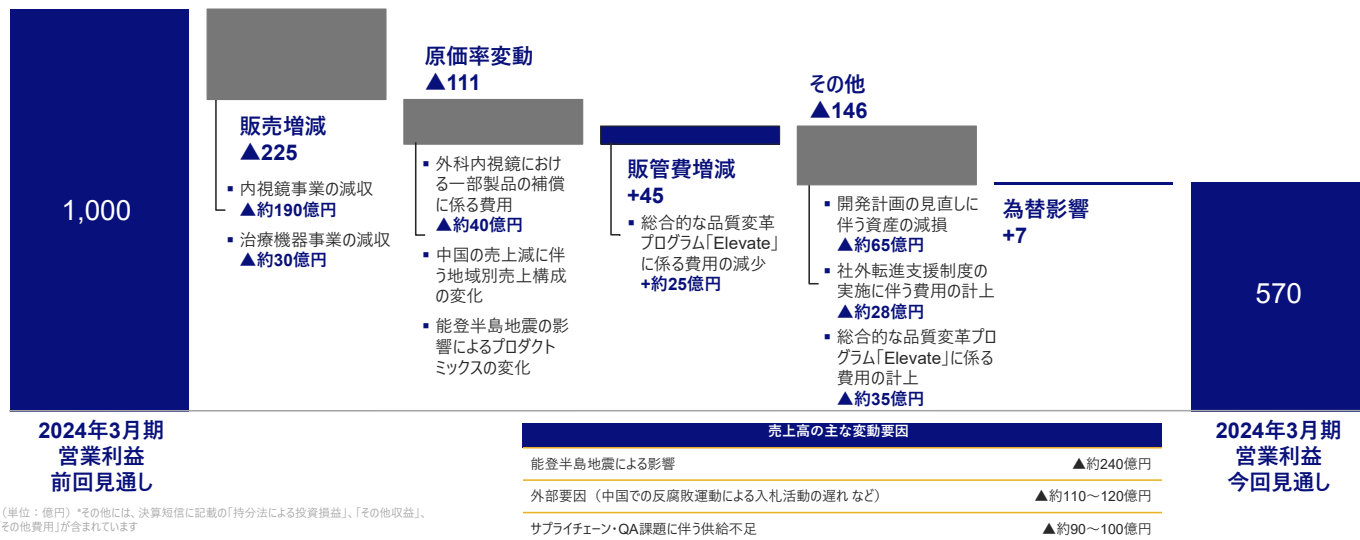 1,000
2024年3月期
営業利益
前回見通し
販売増減
▲225
▪ 内視鏡事業の減収
▲約190億円
▪ 治療機器事業の減収
▲約30億円
原価率変動
▲111
▪ 外科内視鏡におけ
る一部製品の補償
に係る費用
▲約40億円
▪ 中国の売上減に伴
う地域別売上構成
の変化
▪ 能登半島地震の影
響によるプロダクト
ミックスの変化
販管費増減
+45
▪ 総合的な品質変革
プログラム「Elevate」
に係る費用の減少
+約25億円
その他
▲146
▪ 開発計画の見直しに
伴う資産の減損
▲約65億円
▪ 社外転進支援制度の
実施に伴う費用の計上
▲約28億円
▪ 総合的な品質変革プロ
グラム「Elevate」に係る
費用の計上
▲約35億円
為替影響
+7
570
2024年3月期
営業利益
今回見通し
売上高の主な変動要因
能登半島地震による影響 ▲約240億円
外部要因（中国での反腐敗運動による入札活動の遅れ など） ▲約110～120億円
サプライチェーン・QA課題に伴う供給不足 ▲約90～100億円
（単位：億円）*その他には、決算短信に記載の「持分法による投資損益」、「その他収益」、
「その他費用」が含まれています